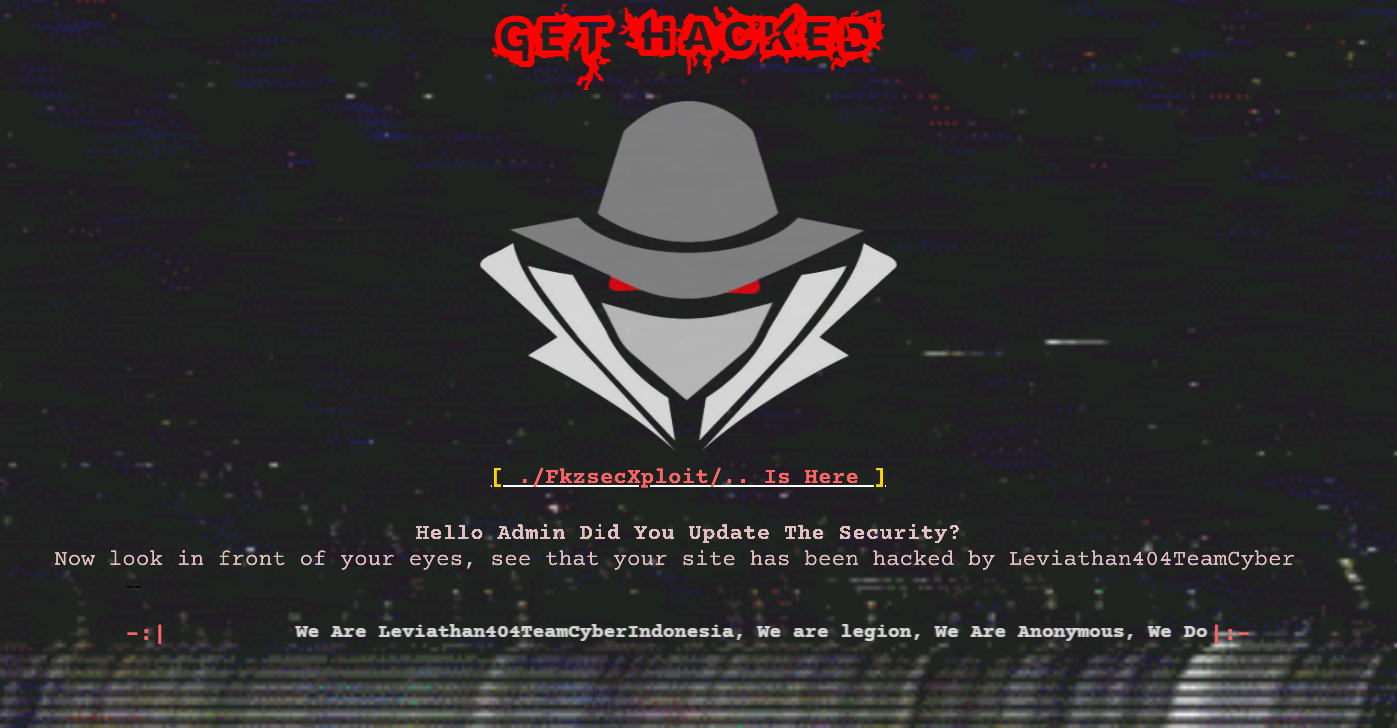 GET HACKED
[ ./FkzsecXploit/.. Is Here ]
Hello Admin Did You Update The Security?
Now look in front of your eyes, see that your site has been hacked by Leviathan404TeamCyber
--
-:| We Are Leviathan404TeamCyberIndonesia, We are legion, We Are Anonymous, We Do |:-